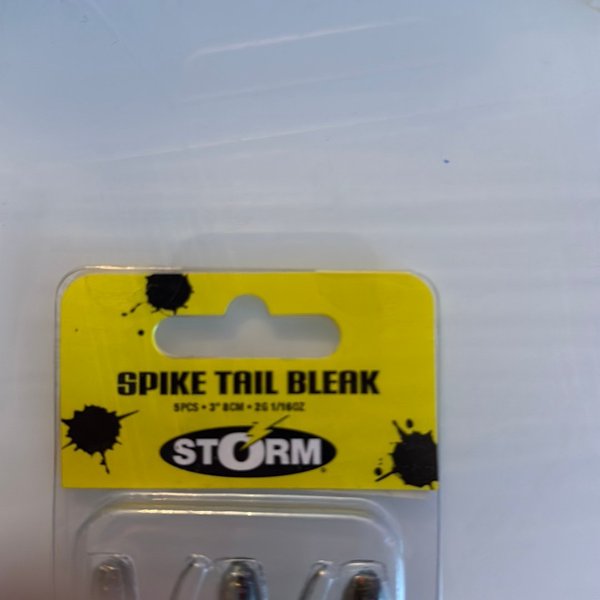 SPIKE TAIL BLEAK
5PCS • 3" 8CM • 2G 1/16OZ
STORM